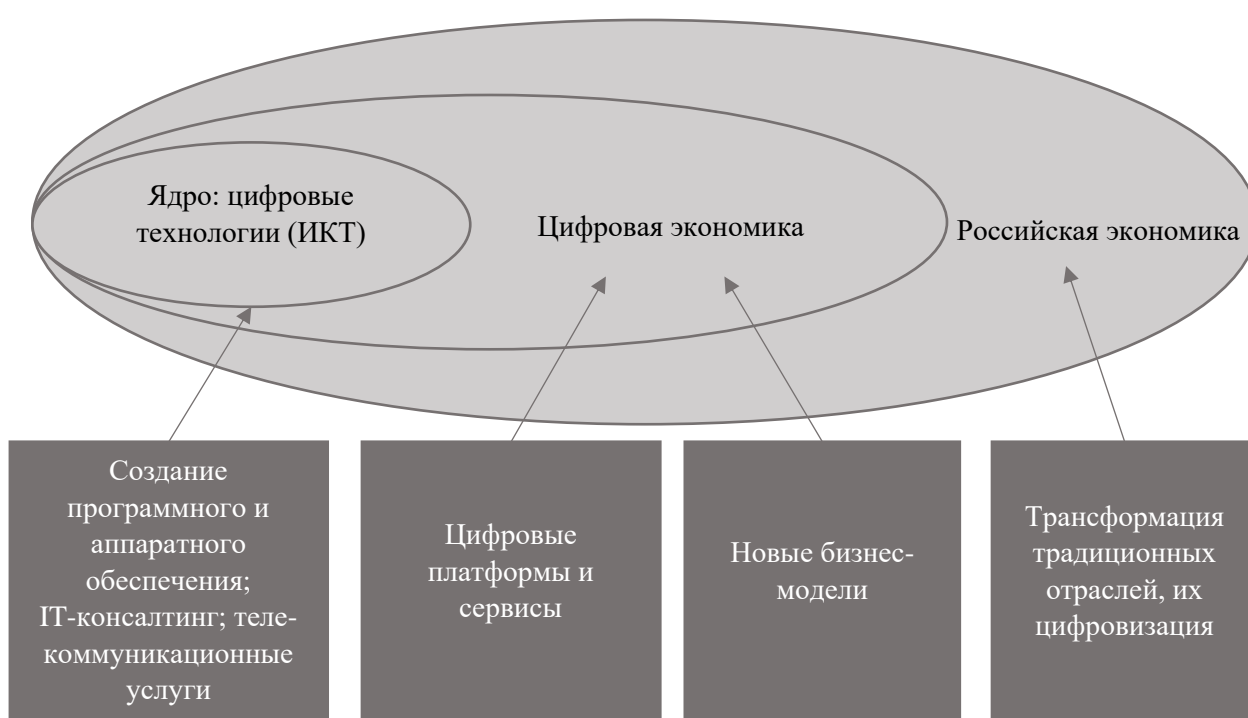 Ядро: цифровые
технологии (ИКТ)
Цифровая экономика
Российская экономика
Создание
программного и
аппаратного
обеспечения;
IT-консалтинг; теле-
коммуникационные
услуги
Цифровые
платформы и
сервисы
Новые бизнес-
модели
Трансформация
традиционных
отраслей, их
цифровизация